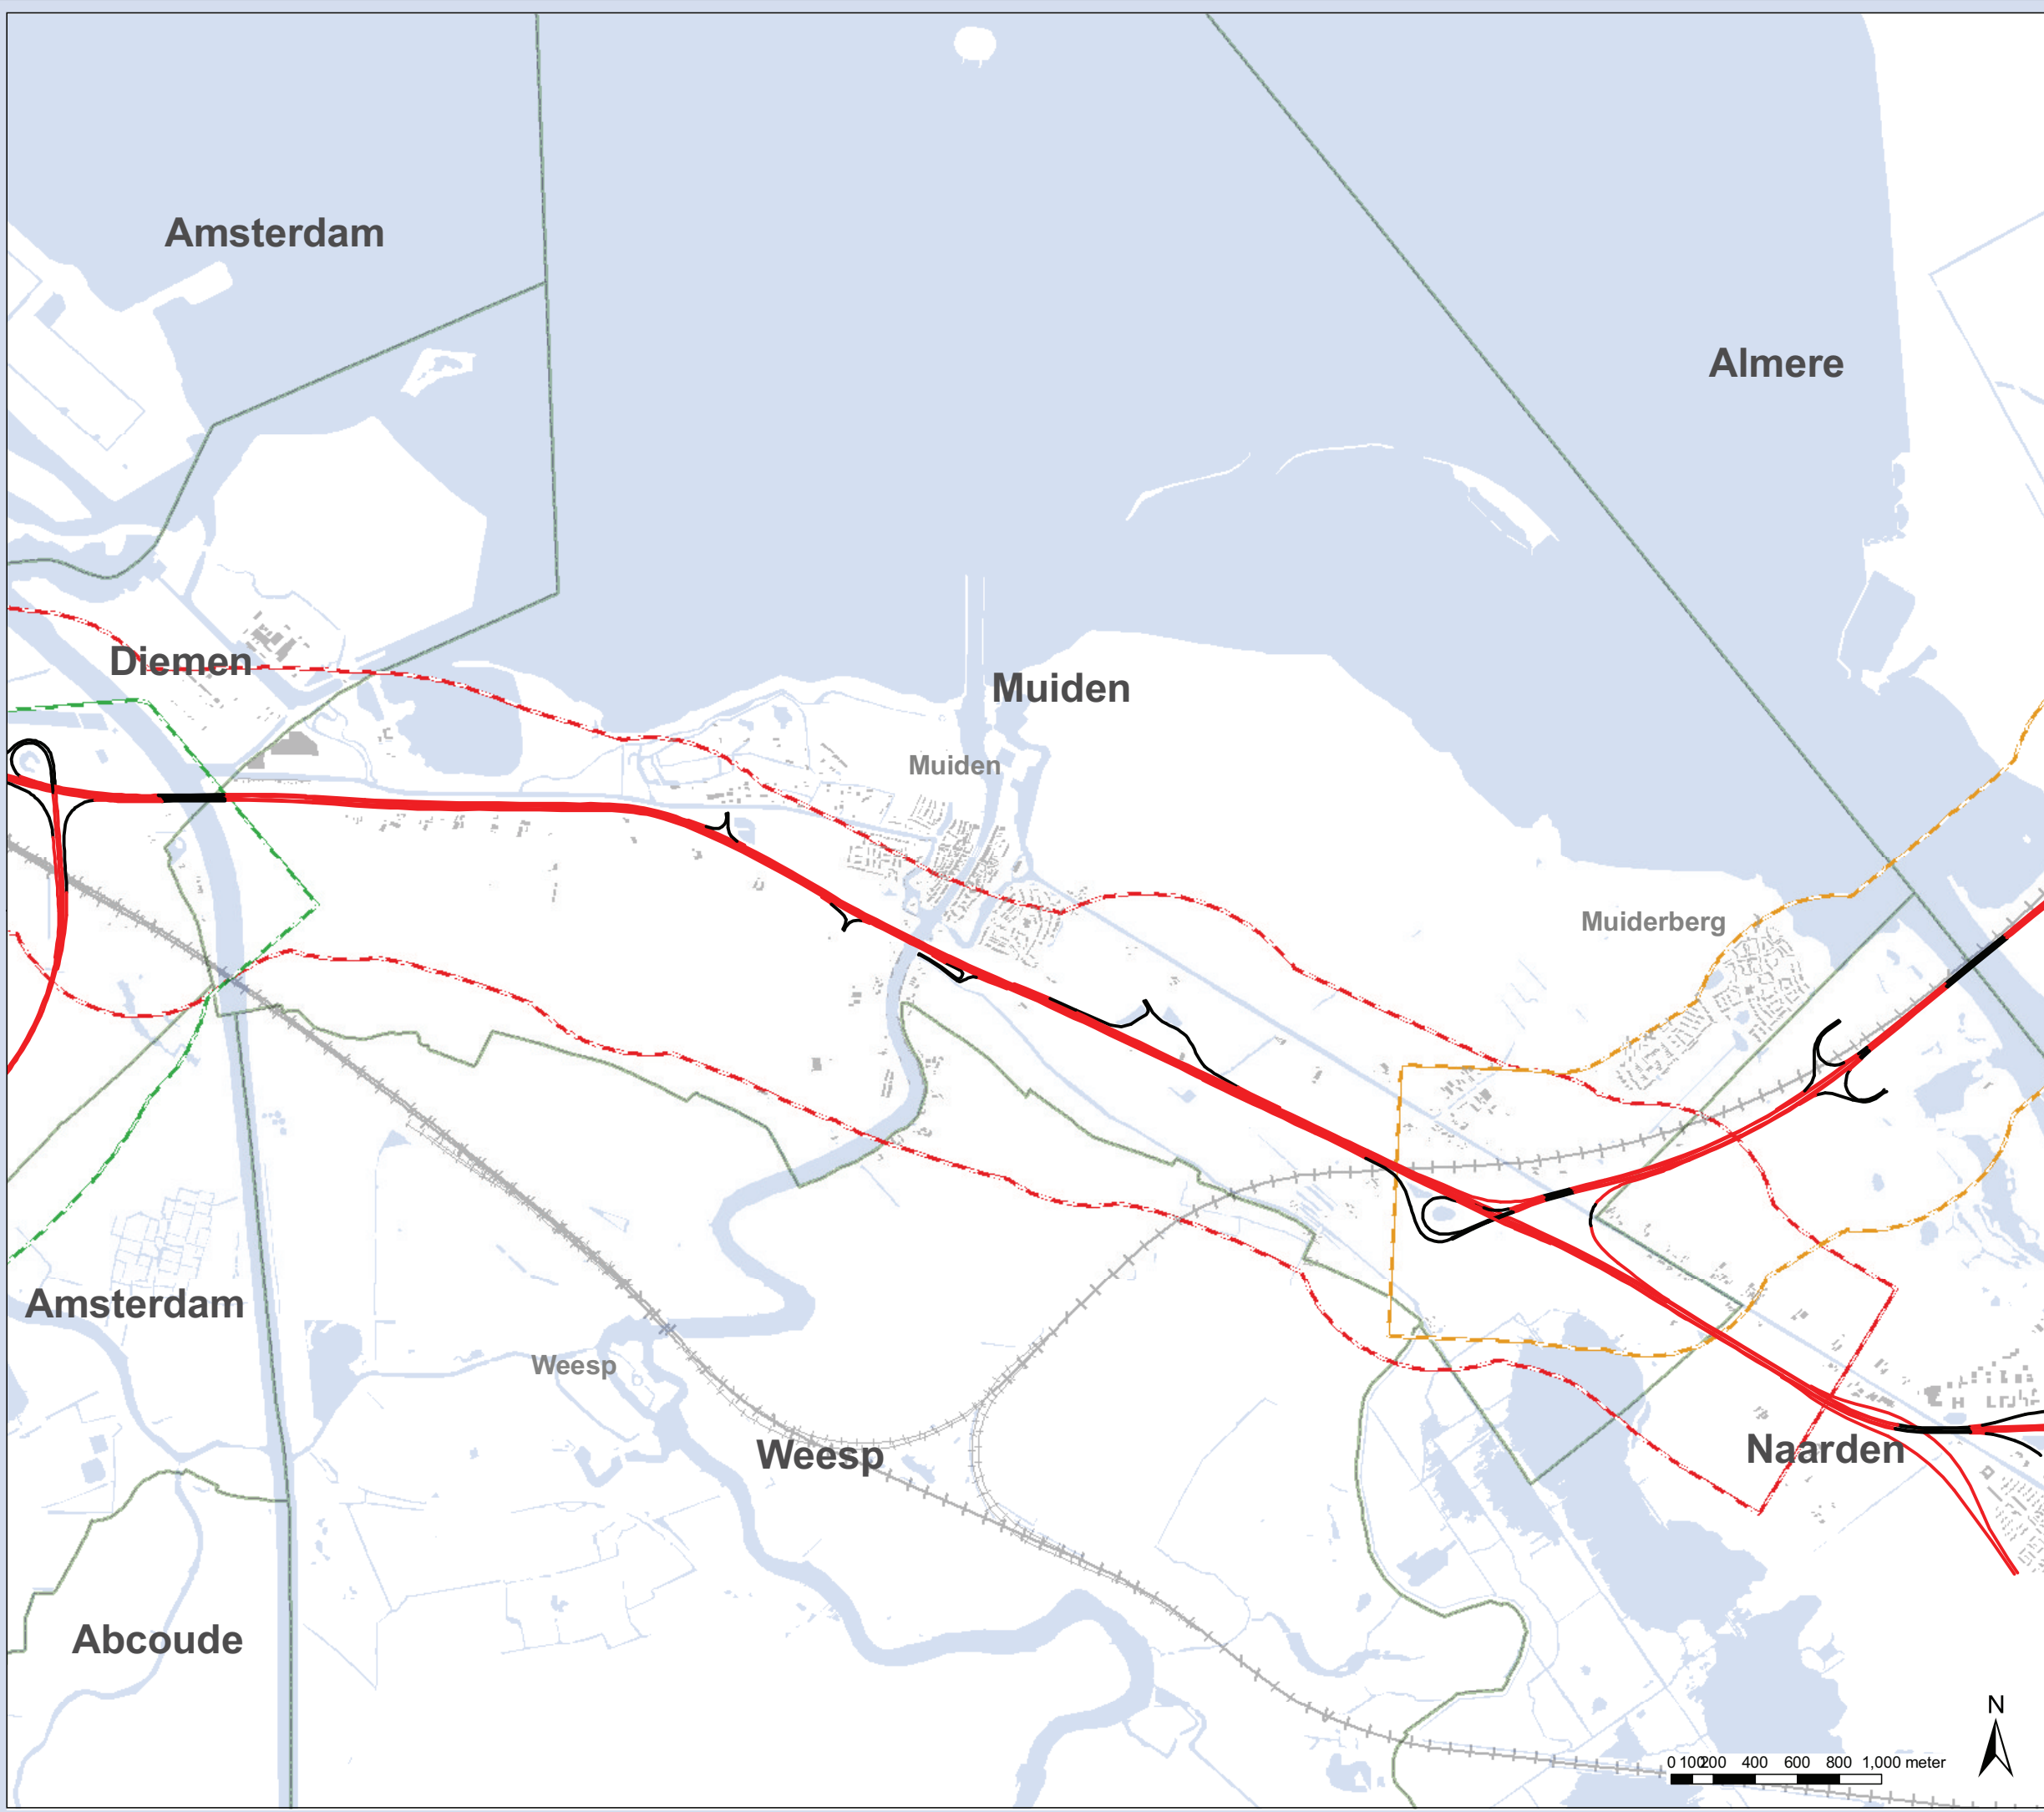 Amsterdam
Almere
Diemen
Muiden
Muiden
Muiderberg
Amsterdam
Weesp
Weesp
Naarden
Abcoude
N
0 100 200 400 600 800 1,000 meter